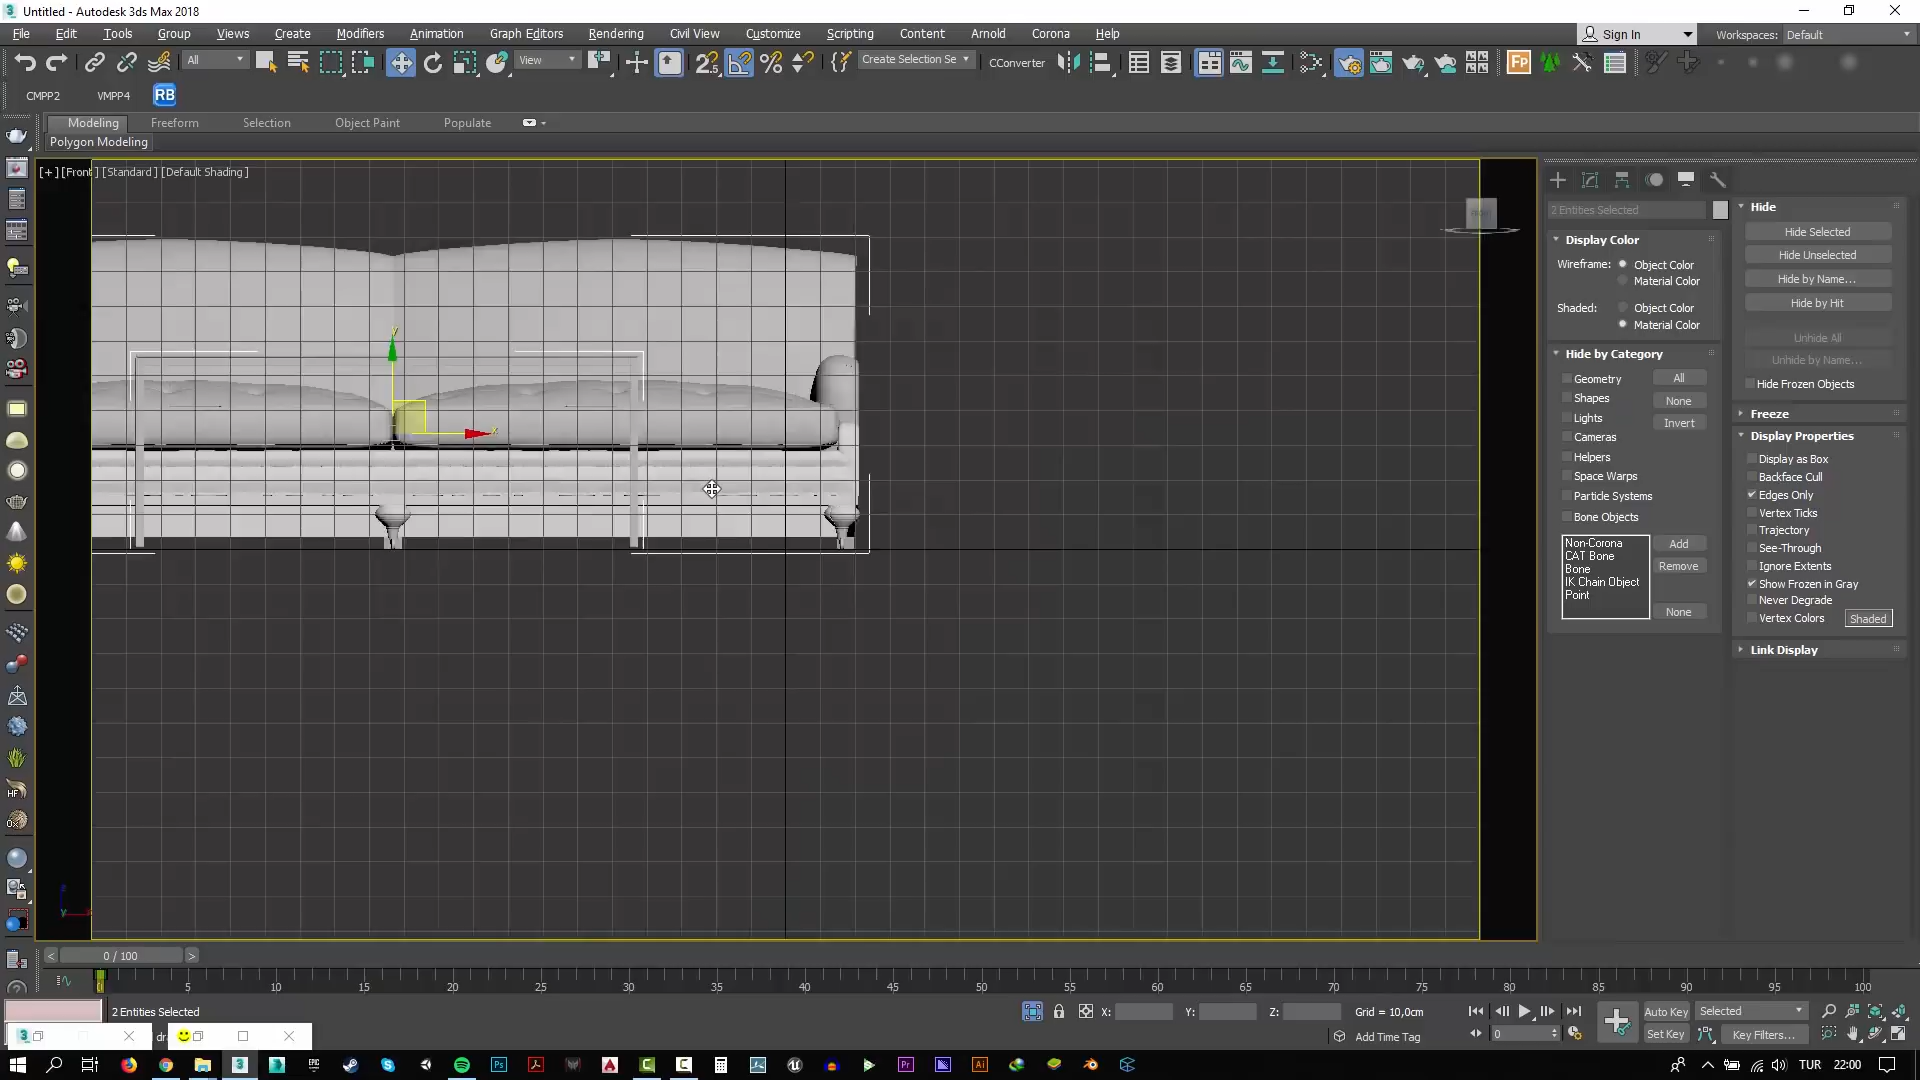 Untitled - Autodesk 3ds Max 2018
File Edit Tools Group Views Create Modifiers Animation Graph Editors Rendering Civil View Customize Scripting Content Arnold Corona Help
Sign In Workspaces: Default
All View Create Selection Se CConverter Fp
CMPP2 VMPP4 RB
Modeling Freeform Selection Object Paint Populate
Polygon Modeling
[+] [Front] [Standard] [Default Shading]
FRONT
y
x
2 Entities Selected
Display Color
Wireframe: Object Color
Material Color
Shaded: Object Color
Material Color
Hide by Category
Geometry All
Shapes None
Lights Invert
Cameras
Helpers
Space Warps
Particle Systems
Bone Objects
Non-Corona Add
CAT Bone
Bone Remove
IK Chain Object
Point
None
Hide
Hide Selected
Hide Unselected
Hide by Name...
Hide by Hit
Unhide All
Unhide by Name...
Hide Frozen Objects
Freeze
Display Properties
Display as Box
Backface Cull
Edges Only
Vertex Ticks
Trajectory
See-Through
Ignore Extents
Show Frozen in Gray
Never Degrade
Vertex Colors Shaded
Link Display
< 0 / 100 >
5 10 15 20 25 30 35 40 45 50 55 60 65 70 75 80 85 90 95 100
2 Entities Selected X: Y: Z: Grid = 10,0cm Auto Key Selected
Add Time Tag 0 Set Key Key Filters...
TUR 22:00